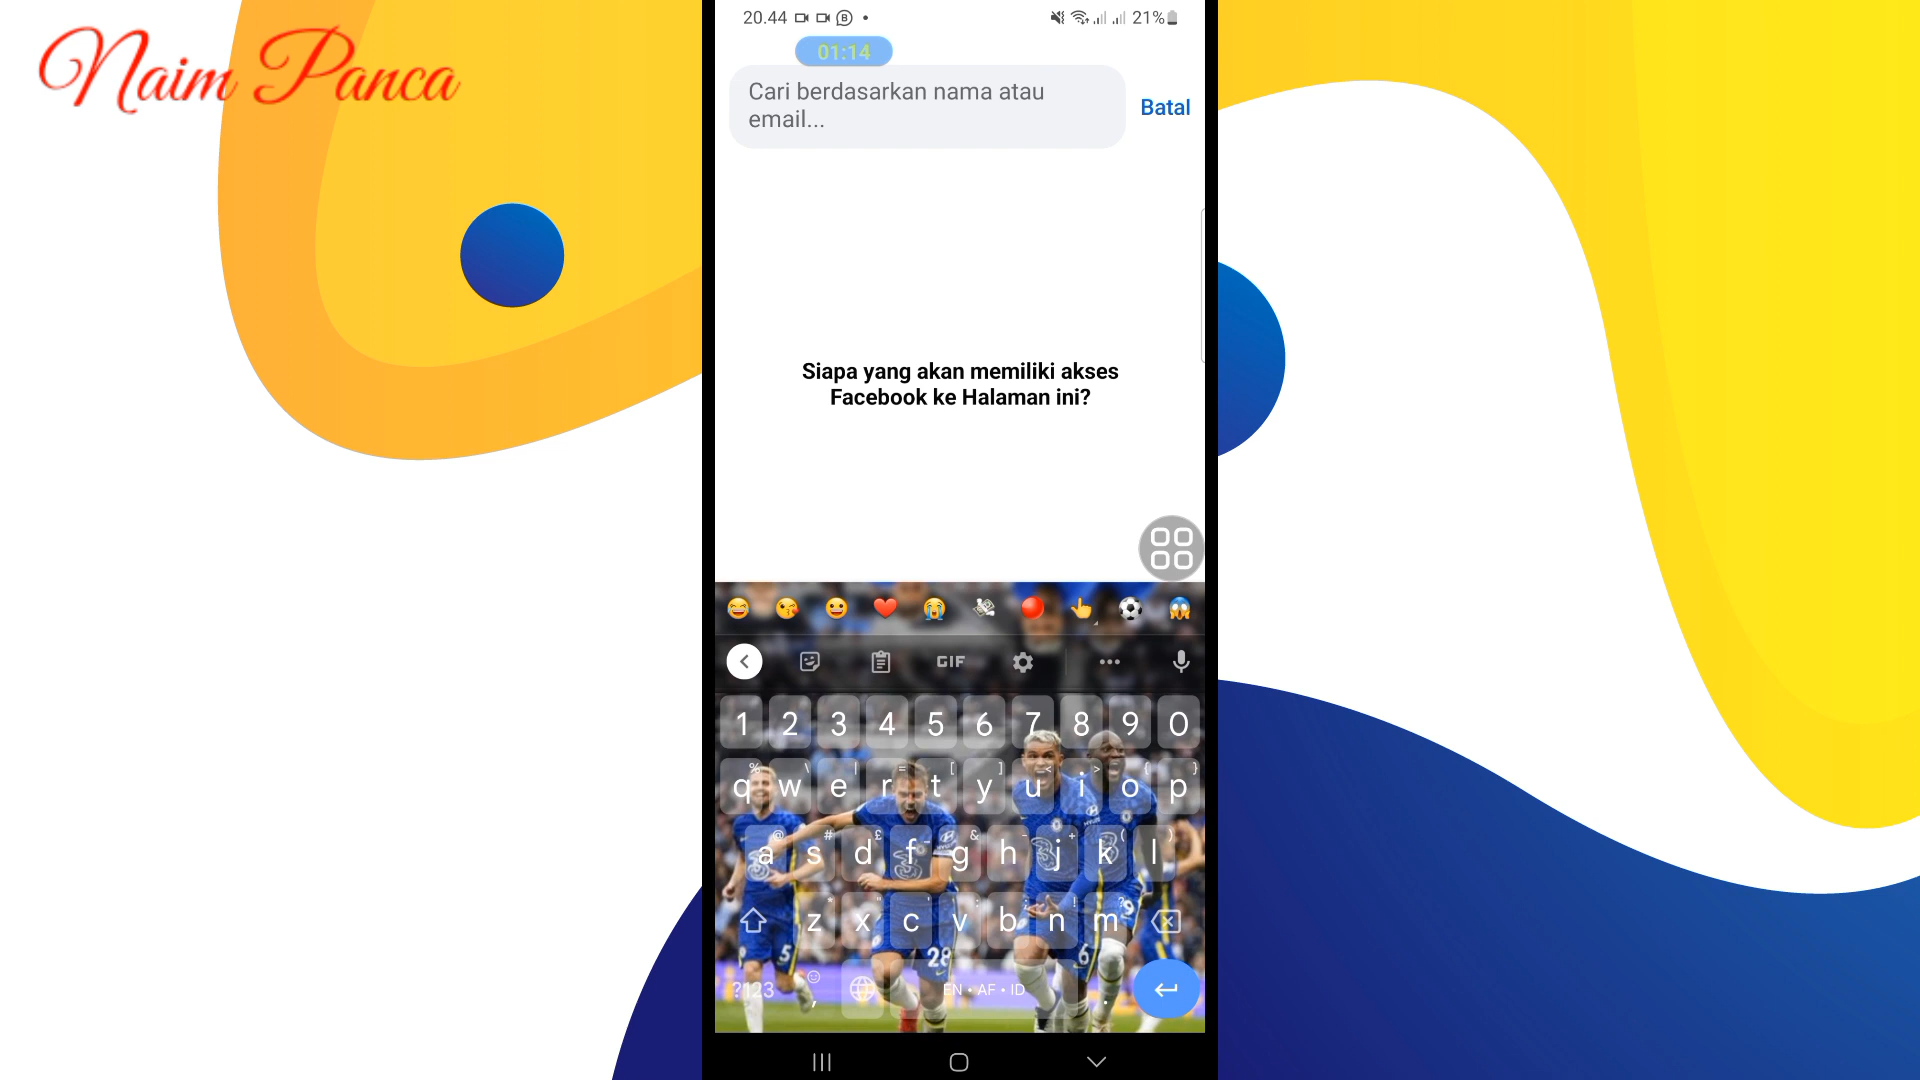 Naim Panca
20.44 21%
01:14
Cari berdasarkan nama atau
email...
Batal
Siapa yang akan memiliki akses
Facebook ke Halaman ini?
GIF
1 2 3 4 5 6 7 8 9 0
q w e r t y u i o p
a s d f g h j k l
z x c v b n m
?123 , EN • AF • ID .